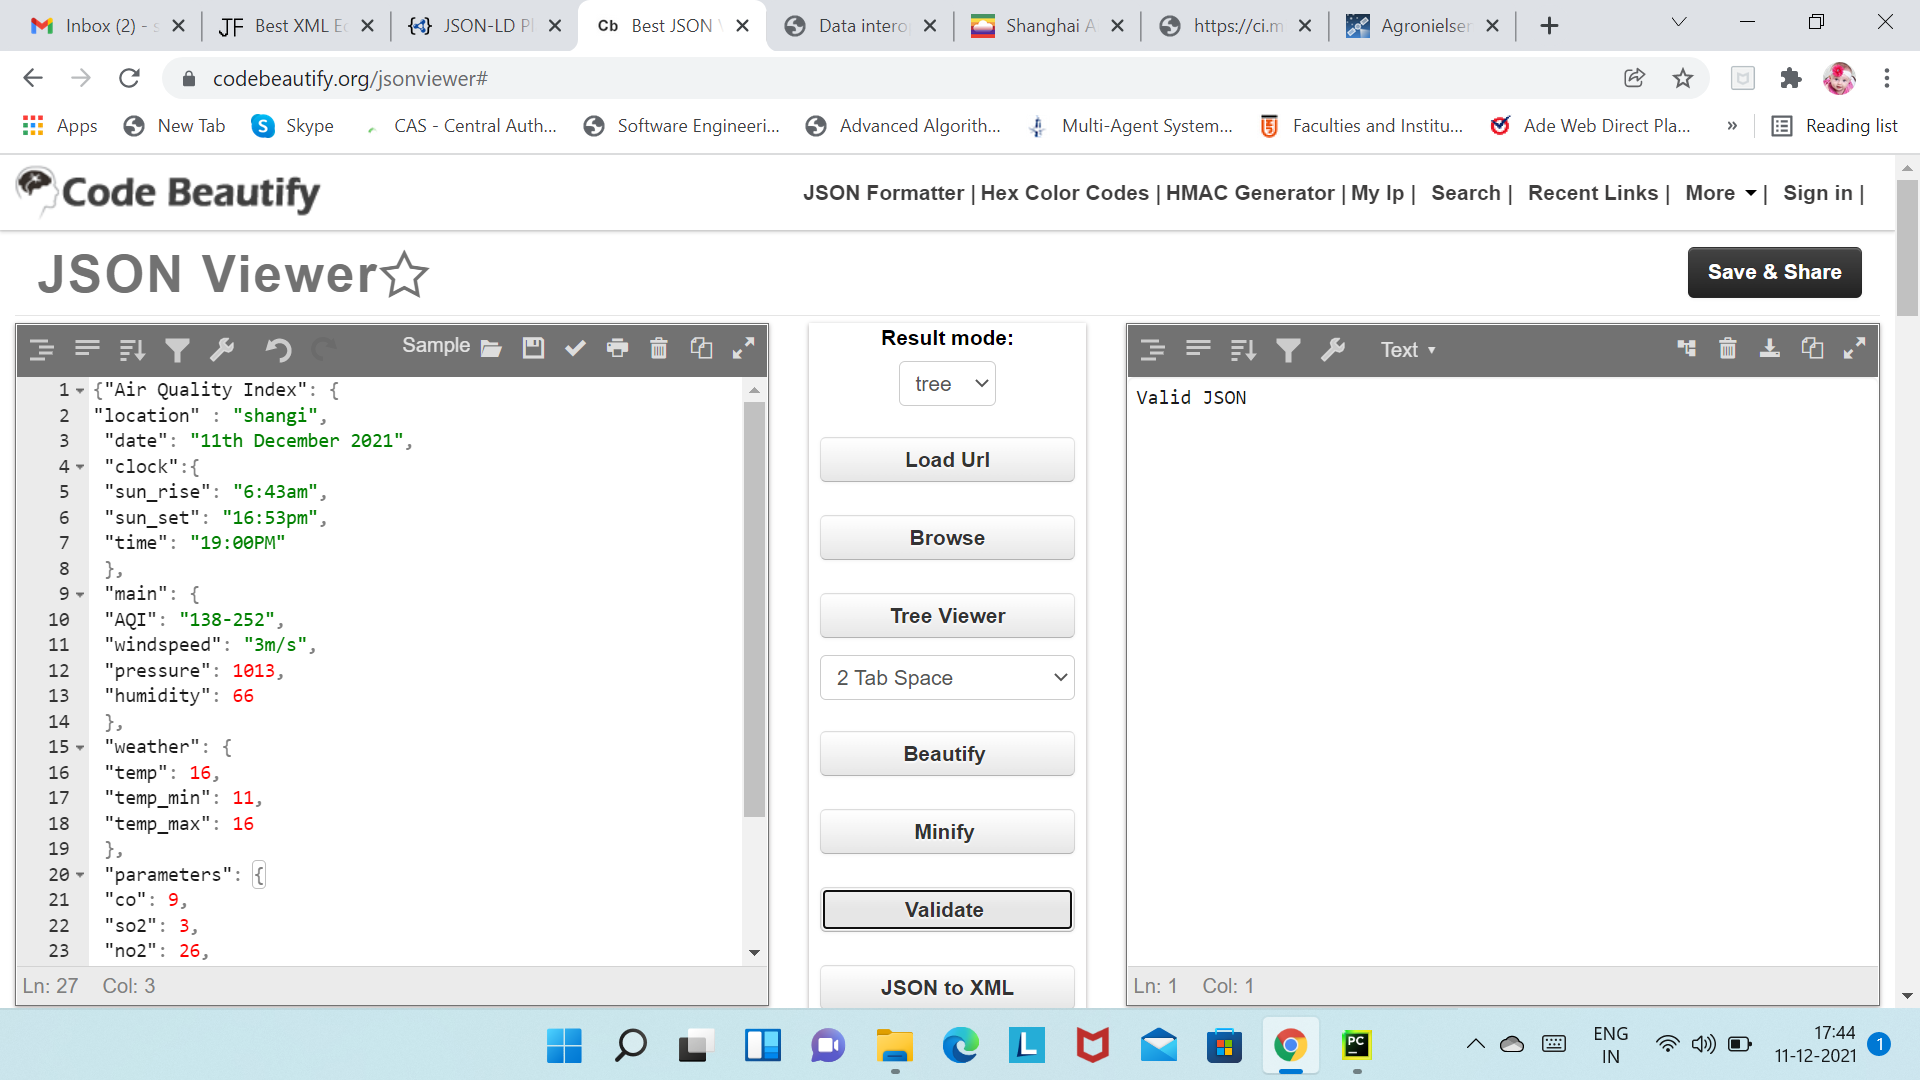 Inbox (2) - s
JF Best XML Ed
JSON-LD Pl
Cb Best JSON V
Data intero
Shanghai A
https://ci.m
Agronielsen
codebeautify.org/jsonviewer#
Apps
New Tab
Skype
CAS - Central Auth...
Software Engineeri...
Advanced Algorith...
Multi-Agent System...
Faculties and Institu...
Ade Web Direct Pla...
»
Reading list
Code Beautify
JSON Formatter | Hex Color Codes | HMAC Generator | My Ip | Search | Recent Links | More | Sign in |
JSON Viewer
Save & Share
Sample
Result mode:
tree
Load Url
Browse
Tree Viewer
2 Tab Space
Beautify
Minify
Validate
JSON to XML
Text
Valid JSON
1 {"Air Quality Index": {
2 "location" : "shangi",
3 "date": "11th December 2021",
4 "clock":{
5 "sun_rise": "6:43am",
6 "sun_set": "16:53pm",
7 "time": "19:00PM"
8 },
9 "main": {
10 "AQI": "138-252",
11 "windspeed": "3m/s",
12 "pressure": 1013,
13 "humidity": 66
14 },
15 "weather": {
16 "temp": 16,
17 "temp_min": 11,
18 "temp_max": 16
19 },
20 "parameters": {
21 "co": 9,
22 "so2": 3,
23 "no2": 26,
Ln: 27 Col: 3
Ln: 1 Col: 1
L
PC
ENG
IN
17:44
11-12-2021
1